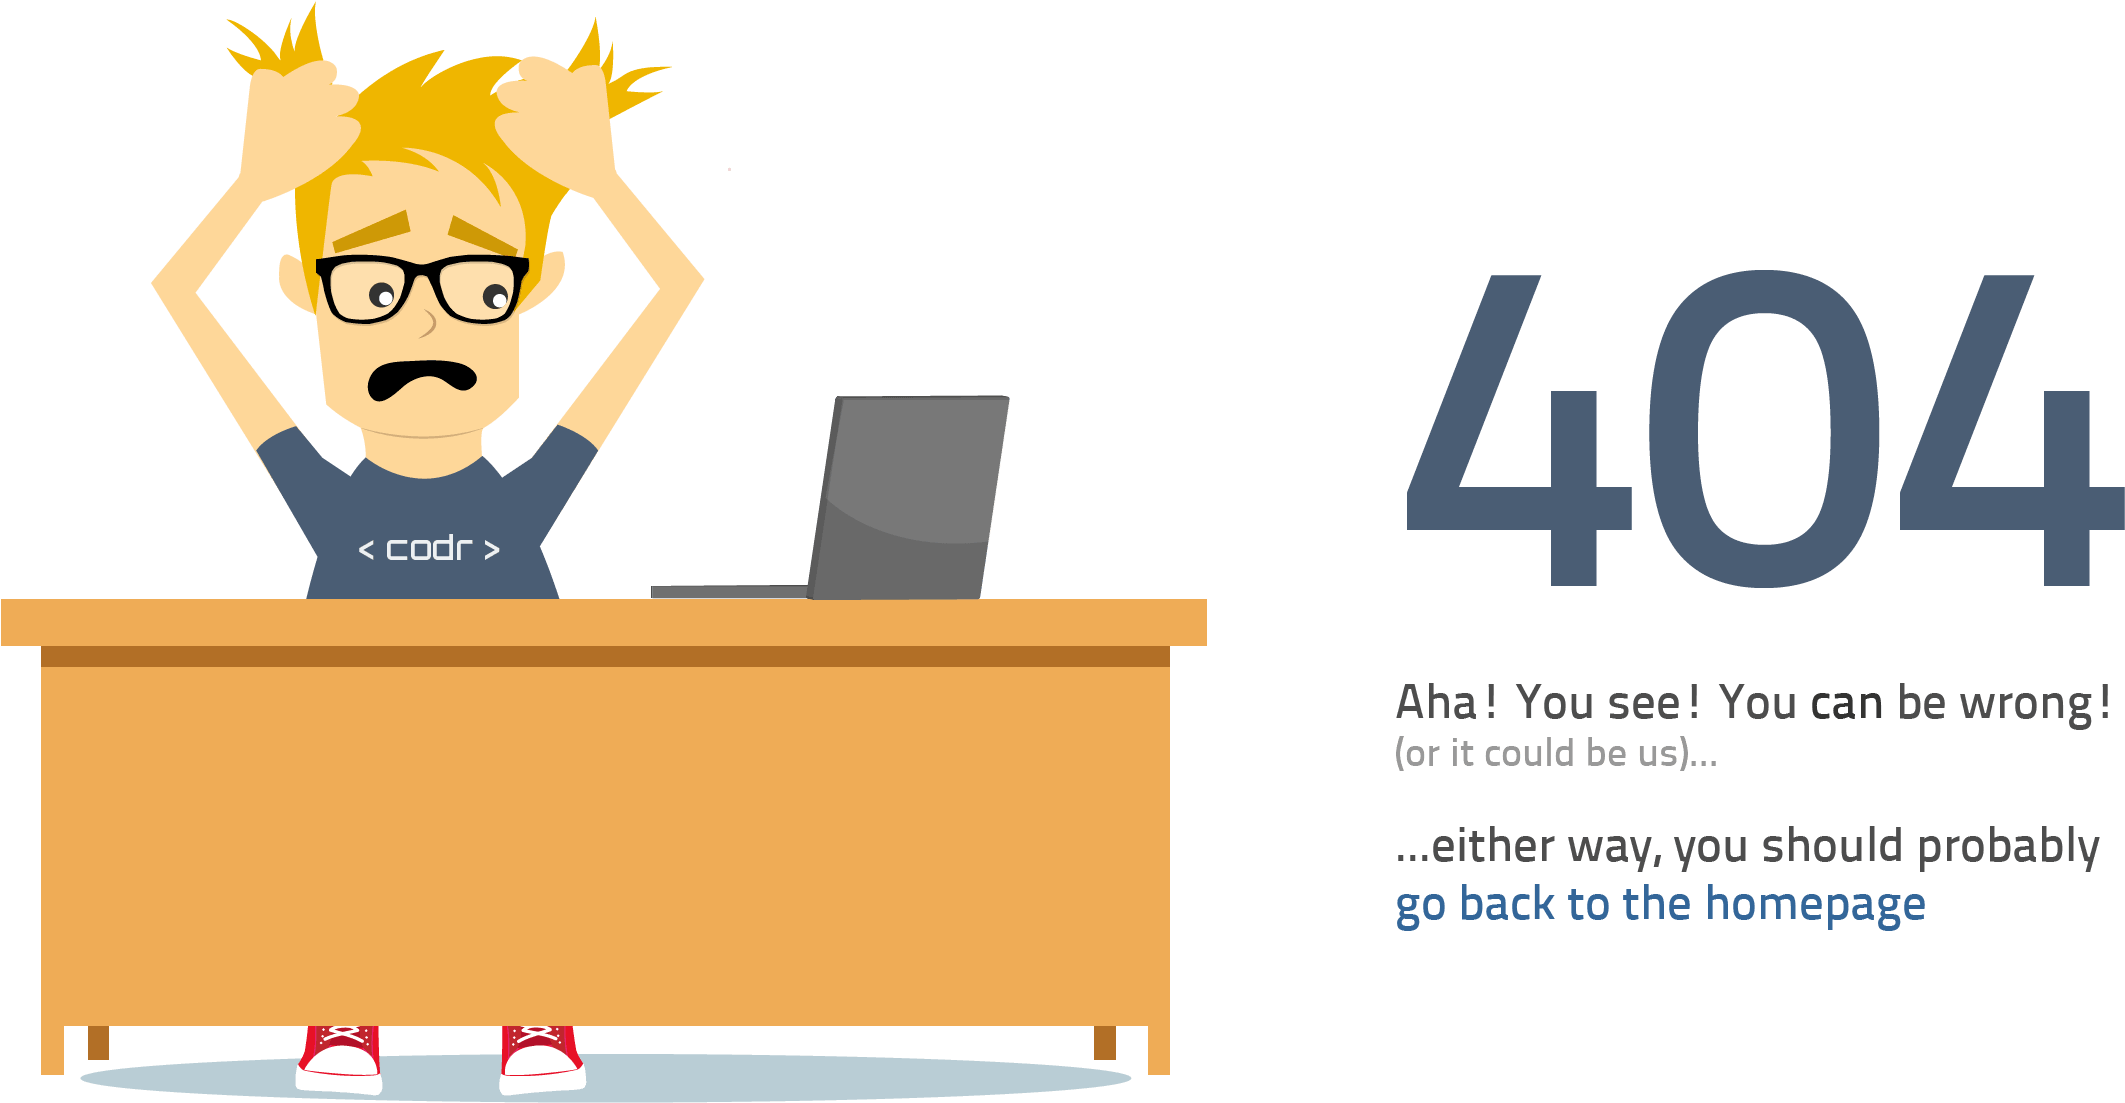 < codr >
404
Aha! You see! You can be wrong!
(or it could be us)...
...either way, you should probably
go back to the homepage